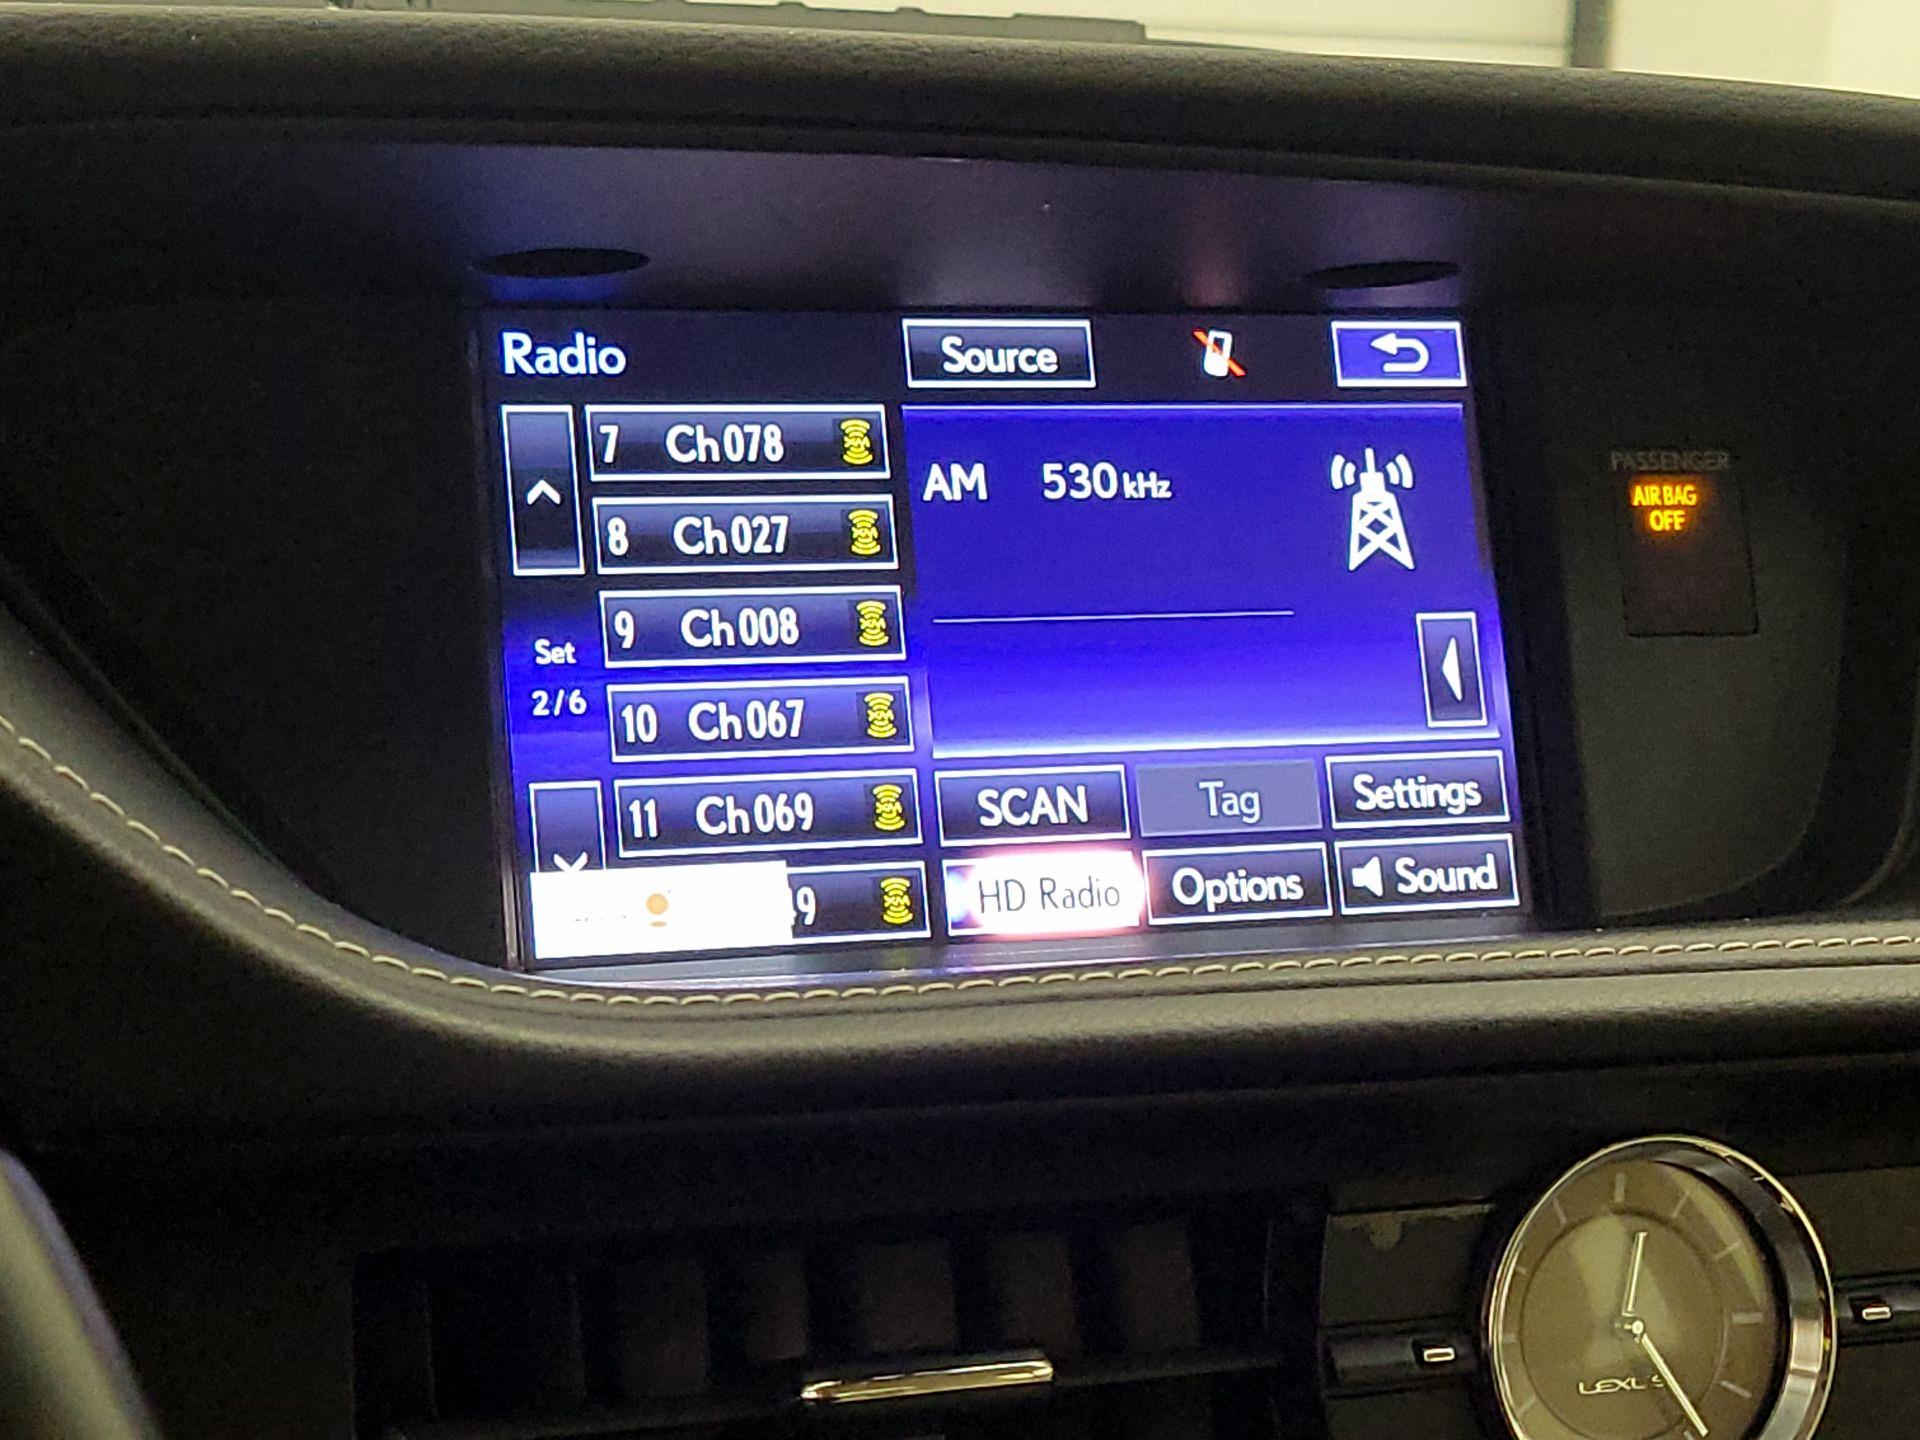 Radio
Source
7 Ch078
8 Ch027
9 Ch008
10 Ch067
11 Ch069
Set
2/6
AM 530 kHz
SCAN
Tag
Settings
HD Radio
Options
Sound
PASSENGER
AIR BAG
OFF
LEXUS